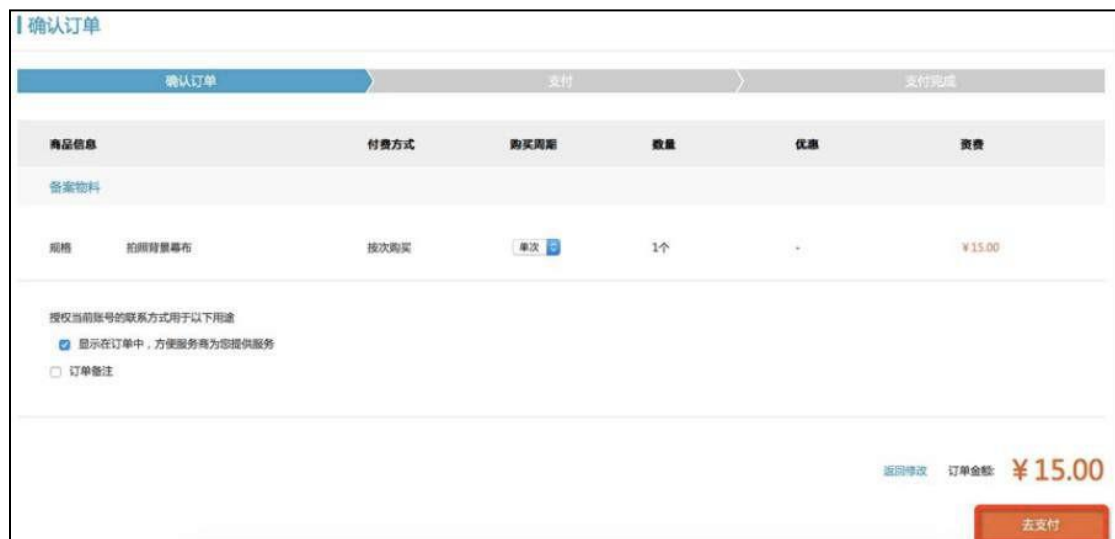 确认订单
确认订单 支付 支付完成
商品信息 付费方式 购买周期 数量 优惠 资费
备案物料
规格 拍照背景幕布 按次购买 单次 1个 - ¥15.00
授权当前账号的联系方式用于以下用途
显示在订单中，方便服务商为您提供服务
订单备注
返回修改 订单金额: ¥15.00
去支付